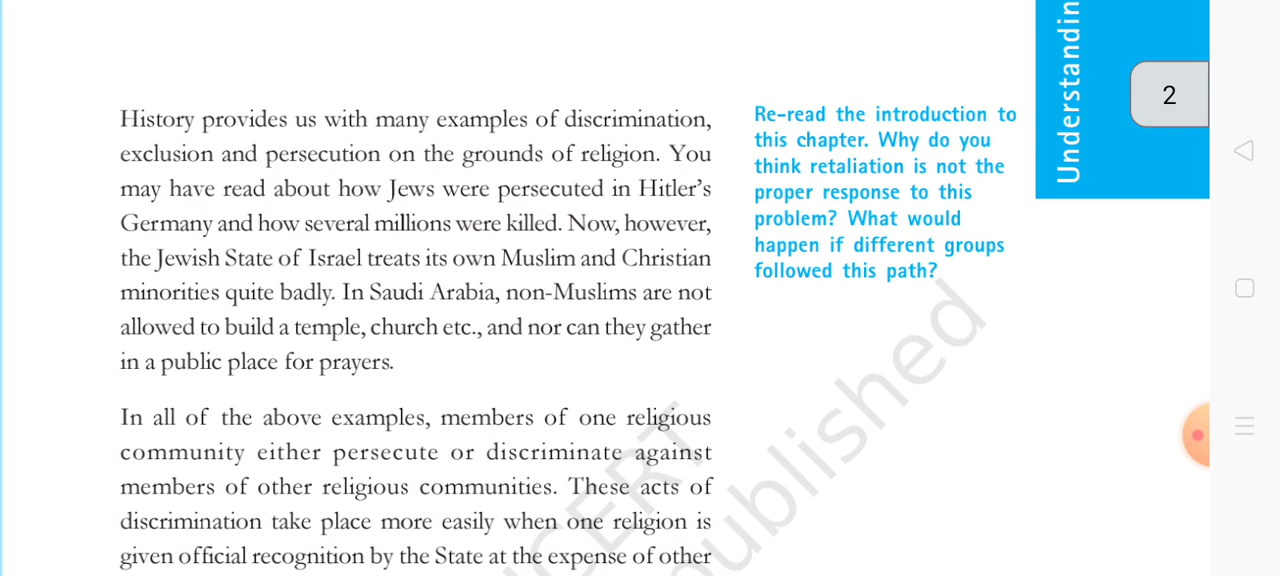 Understandin
2
History provides us with many examples of discrimination,
exclusion and persecution on the grounds of religion. You
may have read about how Jews were persecuted in Hitler's
Germany and how several millions were killed. Now, however,
the Jewish State of Israel treats its own Muslim and Christian
minorities quite badly. In Saudi Arabia, non-Muslims are not
allowed to build a temple, church etc., and nor can they gather
in a public place for prayers.
In all of the above examples, members of one religious
community either persecute or discriminate against
members of other religious communities. These acts of
discrimination take place more easily when one religion is
given official recognition by the State at the expense of other
Re-read the introduction to
this chapter. Why do you
think retaliation is not the
proper response to this
problem? What would
happen if different groups
followed this path?
NCERT
published